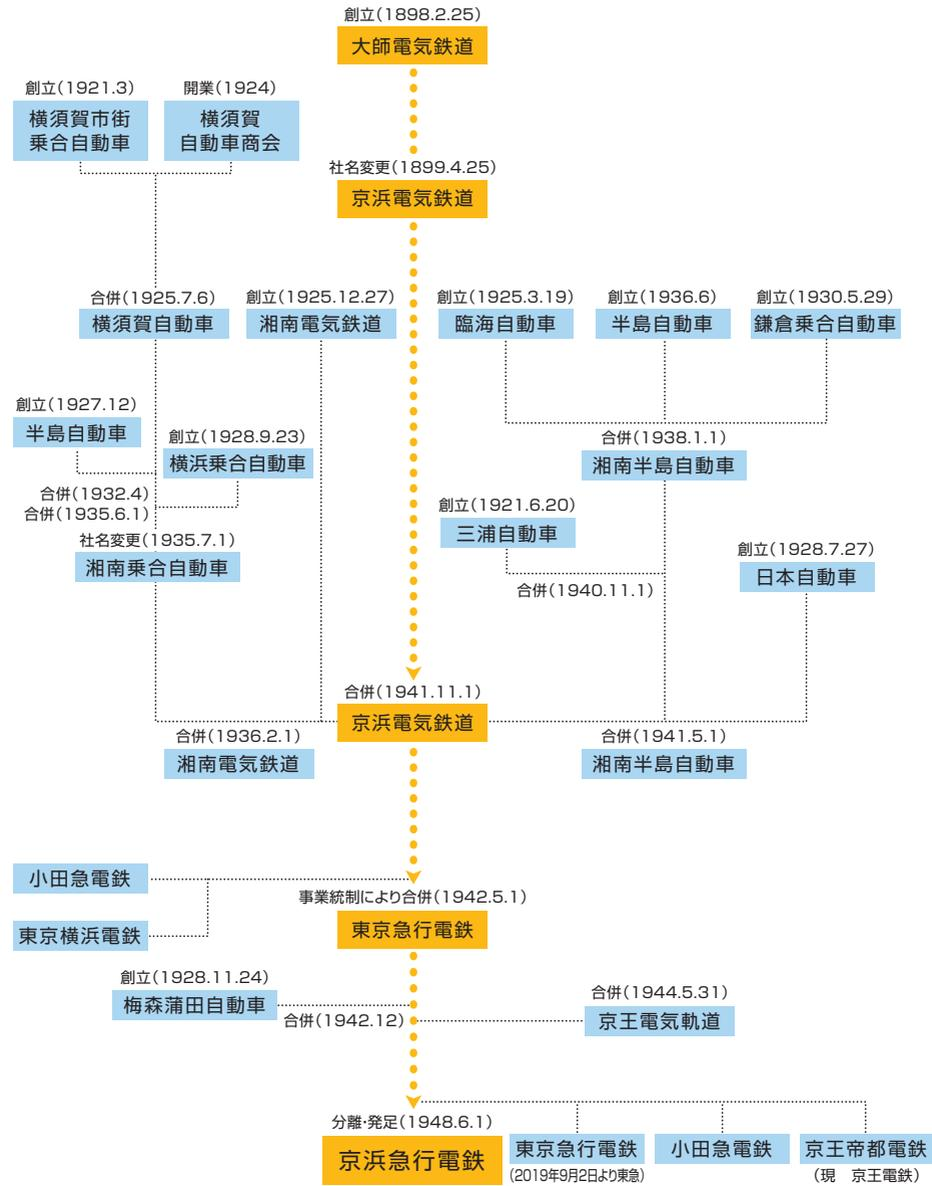 創立(1898.2.25)
大師電気鉄道
創立(1921.3)
横須賀市街
乗合自動車
開業(1924)
横須賀
自動車商会
社名変更(1899.4.25)
京浜電気鉄道
合併(1925.7.6)
横須賀自動車
創立(1925.12.27)
湘南電気鉄道
創立(1925.3.19)
臨海自動車
創立(1936.6)
半島自動車
創立(1930.5.29)
鎌倉乗合自動車
創立(1927.12)
半島自動車
創立(1928.9.23)
横浜乗合自動車
合併(1938.1.1)
湘南半島自動車
合併(1932.4)
合併(1935.6.1)
社名変更(1935.7.1)
湘南乗合自動車
創立(1921.6.20)
三浦自動車
合併(1940.11.1)
創立(1928.7.27)
日本自動車
合併(1941.11.1)
京浜電気鉄道
合併(1936.2.1)
湘南電気鉄道
合併(1941.5.1)
湘南半島自動車
小田急電鉄
東京横浜電鉄
事業統制により合併(1942.5.1)
東京急行電鉄
創立(1928.11.24)
梅森蒲田自動車
合併(1942.12)
合併(1944.5.31)
京王電気軌道
分離・発足(1948.6.1)
京浜急行電鉄
東京急行電鉄
(2019年9月2日より東急)
小田急電鉄
京王帝都電鉄
(現 京王電鉄)